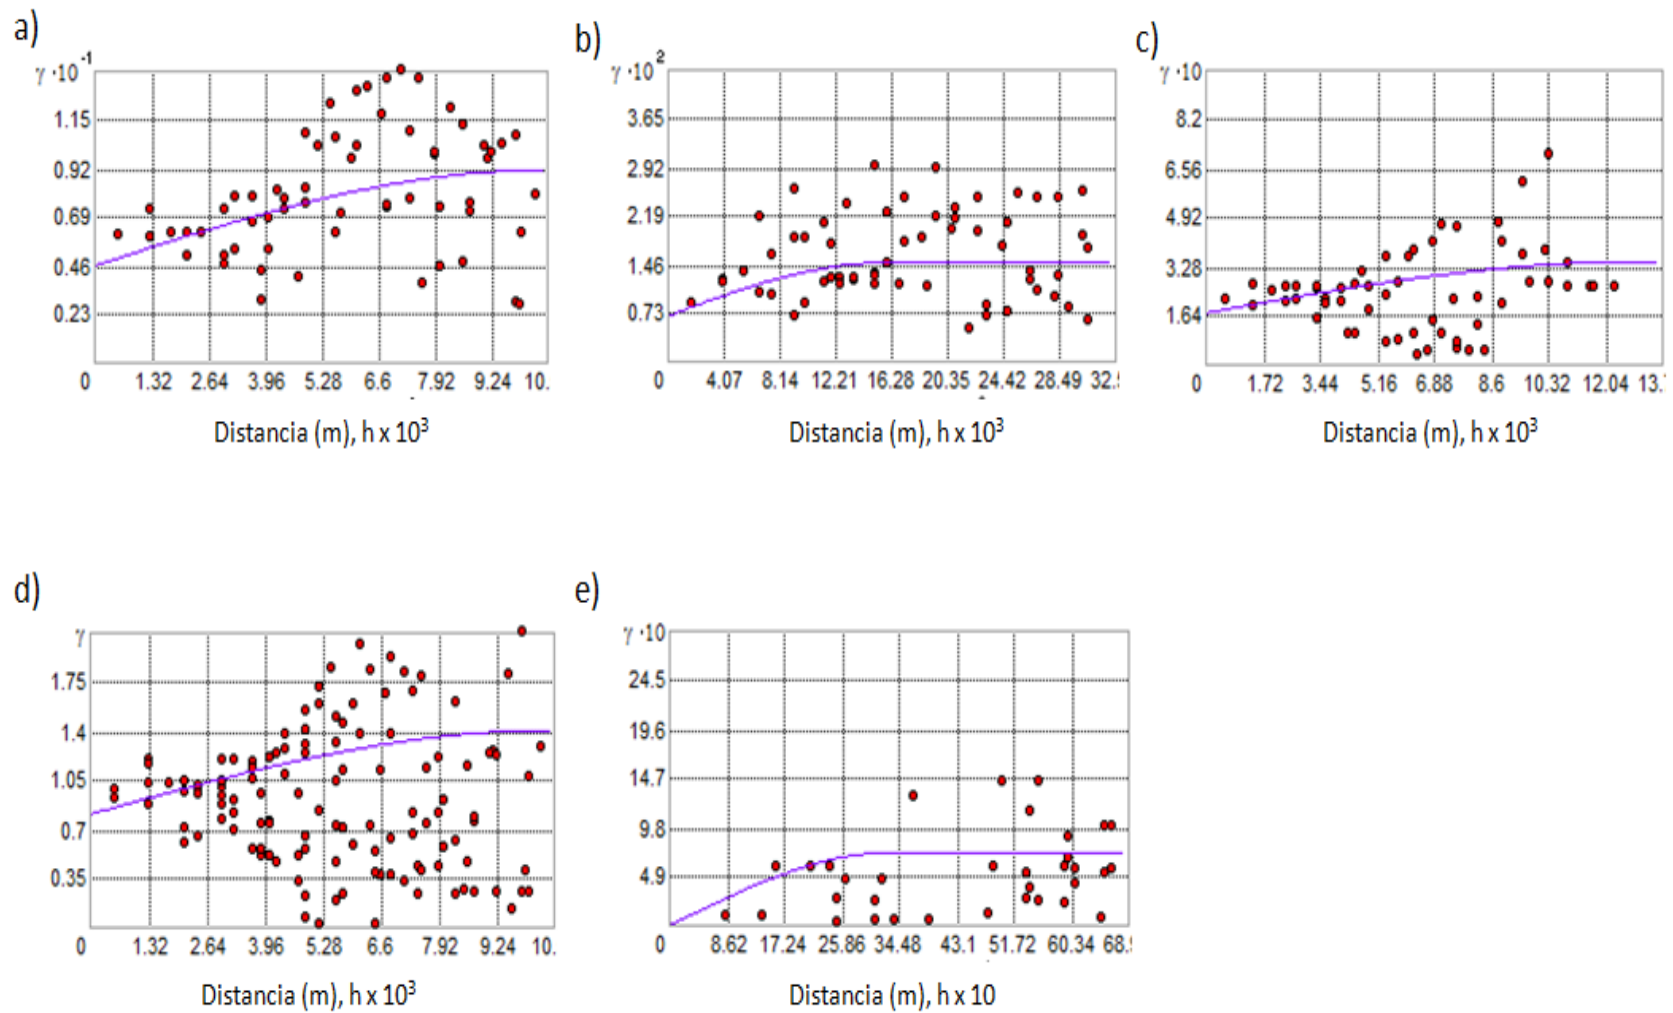 a)
γ·10 -1
1.15
0.92
0.69
0.46
0.23
0 1.32 2.64 3.96 5.28 6.6 7.92 9.24 10.
Distancia (m), h x 10³
b)
γ·10 2
3.65
2.92
2.19
1.46
0.73
0 4.07 8.14 12.21 16.28 20.35 24.42 28.49 32.
Distancia (m), h x 10³
c)
γ·10
8.2
6.56
4.92
3.28
1.64
0 1.72 3.44 5.16 6.88 8.6 10.32 12.04 13.
Distancia (m), h x 10³
d)
γ
1.75
1.4
1.05
0.7
0.35
0 1.32 2.64 3.96 5.28 6.6 7.92 9.24 10.
Distancia (m), h x 10³
e)
γ·10
24.5
19.6
14.7
9.8
4.9
0 8.62 17.24 25.86 34.48 43.1 51.72 60.34 68.
Distancia (m), h x 10